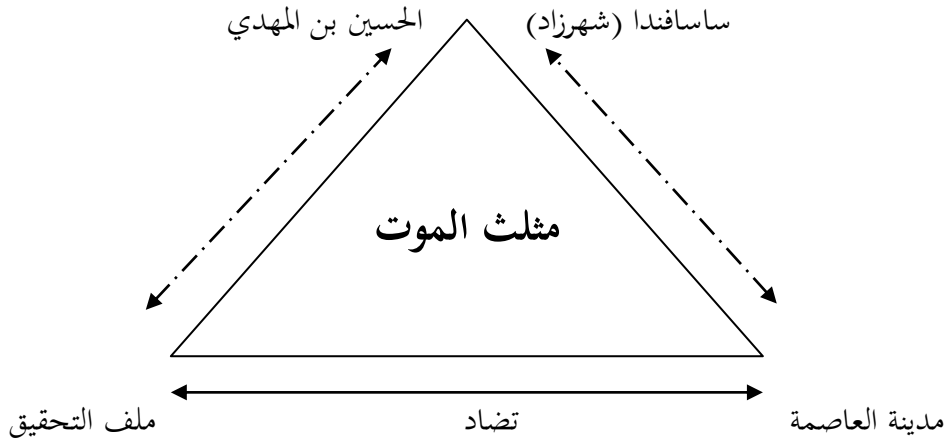 ساسافندا (شهرزاد) الحسين بن المهدي
مثلث الموت
مدينة العاصمة تضاد ملف التحقيق